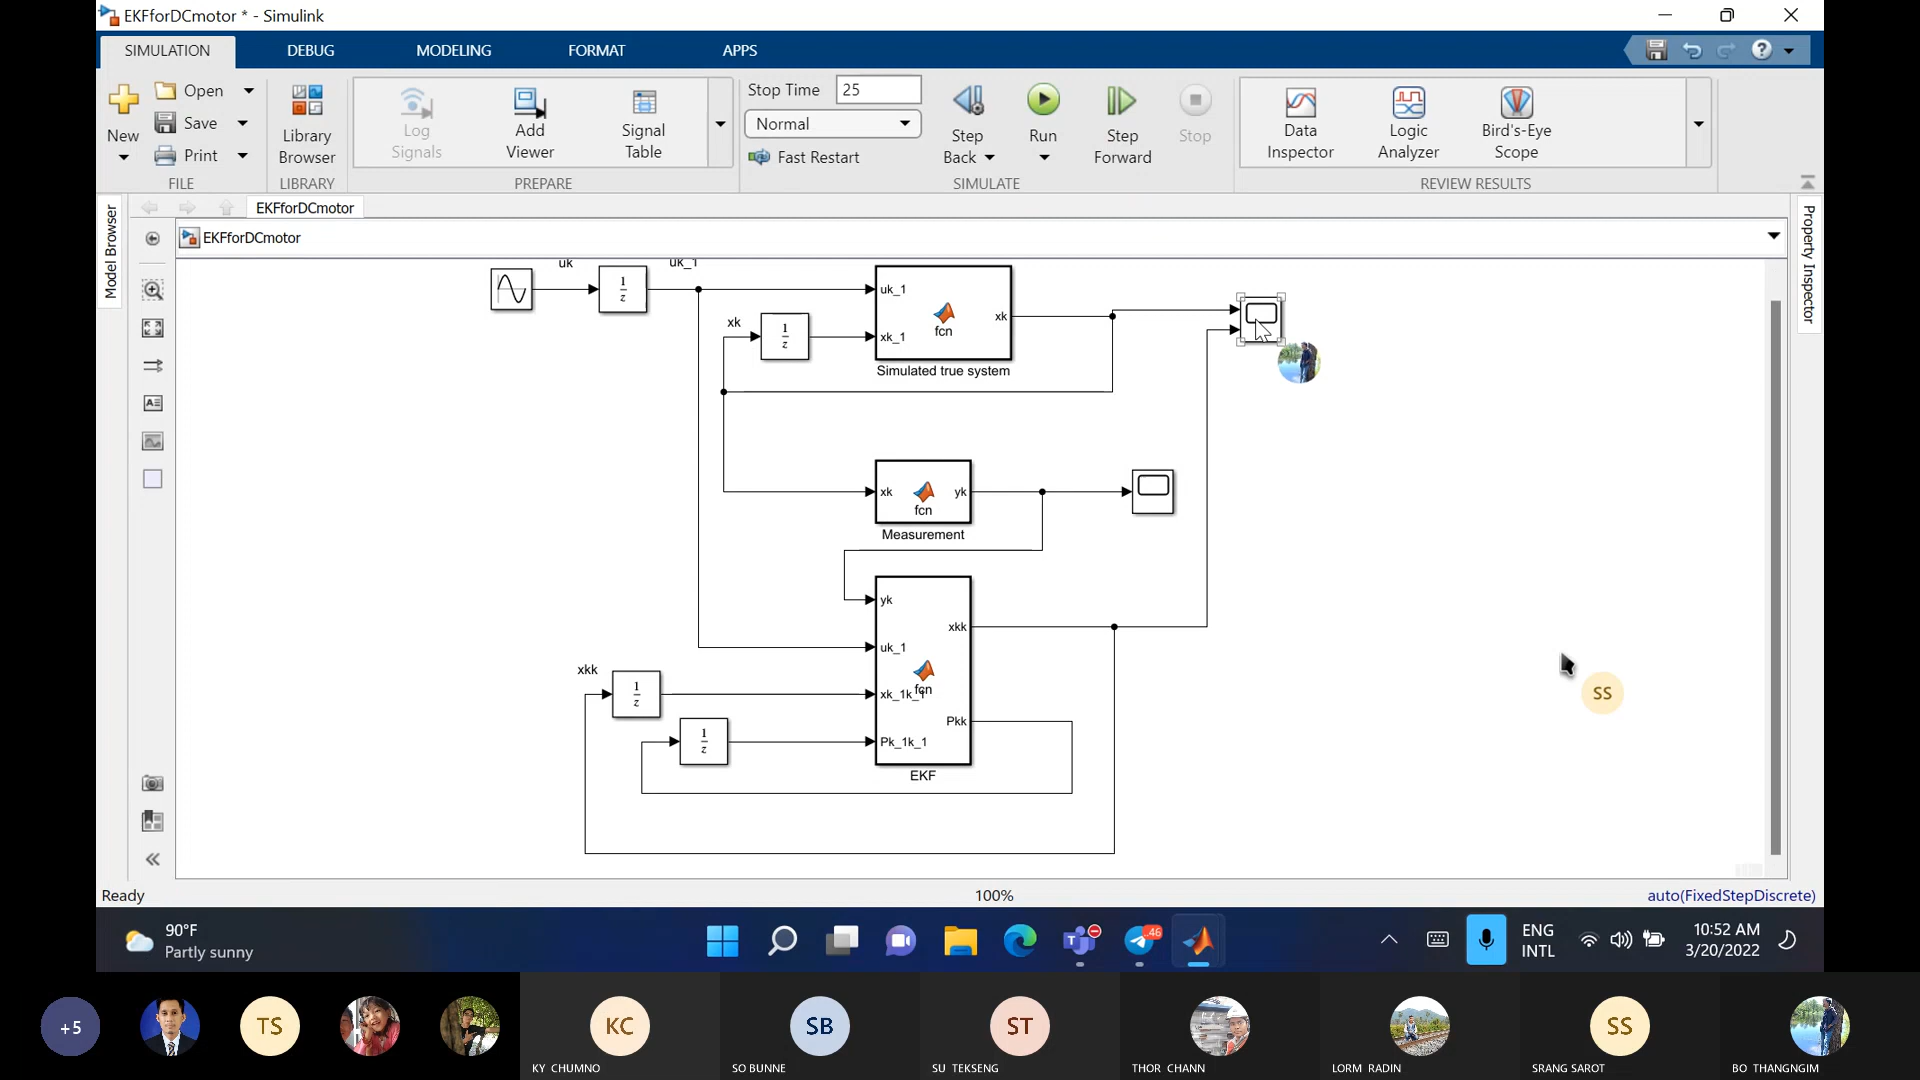 EKFforDCmotor * - Simulink
SIMULATION DEBUG MODELING FORMAT APPS
New
Open
Save
Print
FILE
Library Browser
LIBRARY
Log Signals
Add Viewer
Signal Table
PREPARE
Stop Time 25
Normal
Fast Restart
Step Back
Run
Step Forward
Stop
SIMULATE
Data Inspector
Logic Analyzer
Bird's-Eye Scope
REVIEW RESULTS
Model Browser
EKFforDCmotor
EKFforDCmotor
Property Inspector
uk
uk_1
1
z
uk_1
xk
fcn
xk
1
z
xk_1
Simulated true system
xk
yk
fcn
Measurement
yk
xkk
uk_1
xkk
1
z
xk_1k_1
fcn
Pkk
1
z
Pk_1k_1
EKF
SS
Ready
100%
auto(FixedStepDiscrete)
90°F
Partly sunny
46
ENG
INTL
10:52 AM
3/20/2022
+5
TS
KC
SB
ST
SS
KY CHUMNO
SO BUNNE
SU TEKSENG
THOR CHANN
LORM RADIN
SRANG SAROT
BO THANGNGIM